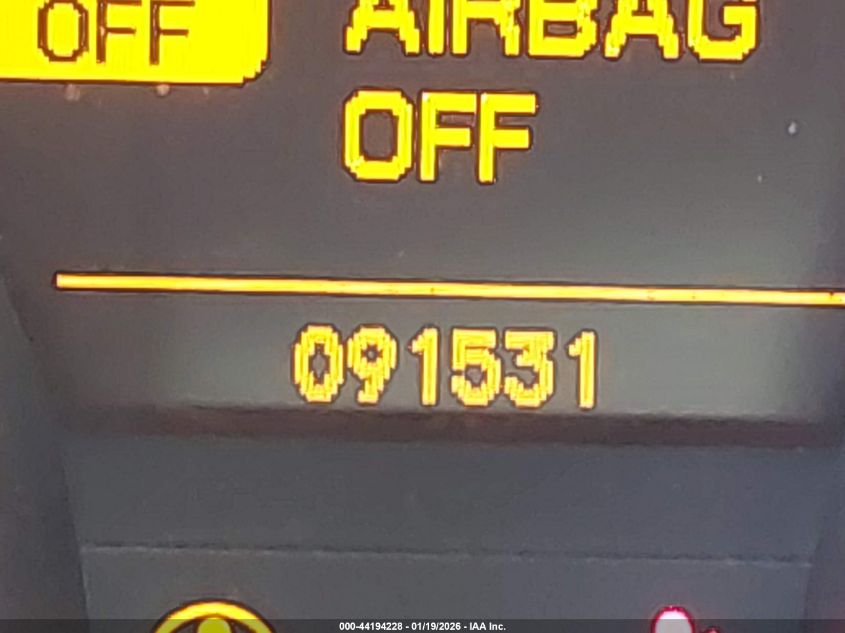 OFF
AIRBAG
OFF
091531
000-44194228 - 01/19/2026 - IAA Inc.